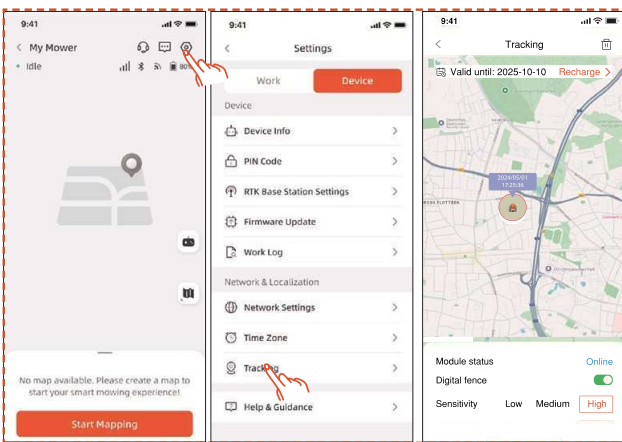 9:41
My Mower
Idle
90%
No map available. Please create a map to
start your smart mowing experience!
Start Mapping
9:41
Settings
Work
Device
Device
Device Info
PIN Code
RTK Base Station Settings
Firmware Update
Work Log
Network & Localization
Network Settings
Time Zone
Tracking
Help & Guidance
9:41
Tracking
Valid until: 2025-10-10 Recharge
2024/05/01
17:25:36
Module status Online
Digital fence
Sensitivity Low Medium High